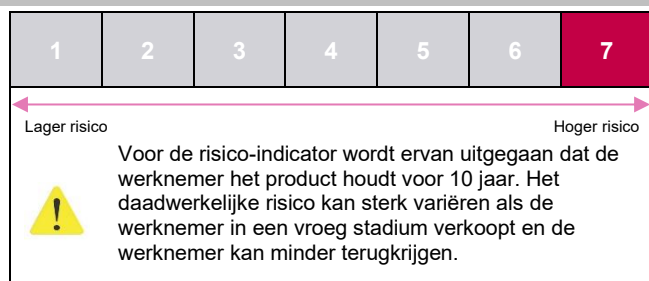 1 2 3 4 5 6 7
Lager risico Hoger risico
Voor de risico-indicator wordt ervan uitgegaan dat de
werknemer het product houdt voor 10 jaar. Het
daadwerkelijke risico kan sterk variëren als de
werknemer in een vroeg stadium verkoopt en de
werknemer kan minder terugkrijgen.